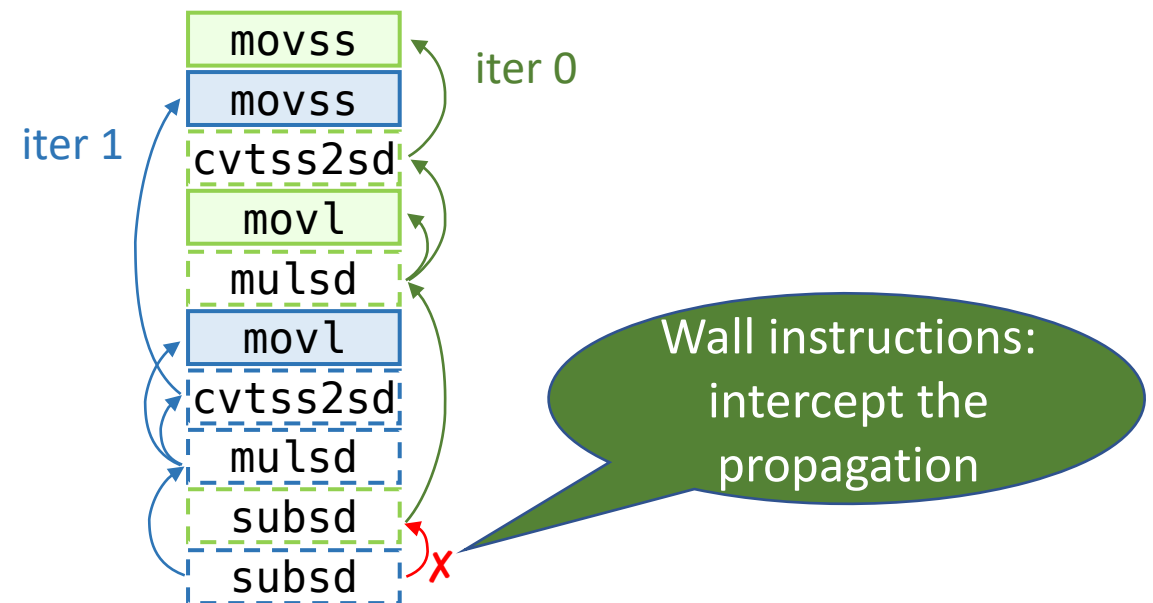 movss
iter 0
movss
iter 1
cvtss2sd
movl
mulsd
movl
cvtss2sd
mulsd
subsd
subsd
✗
Wall instructions:
intercept the
propagation